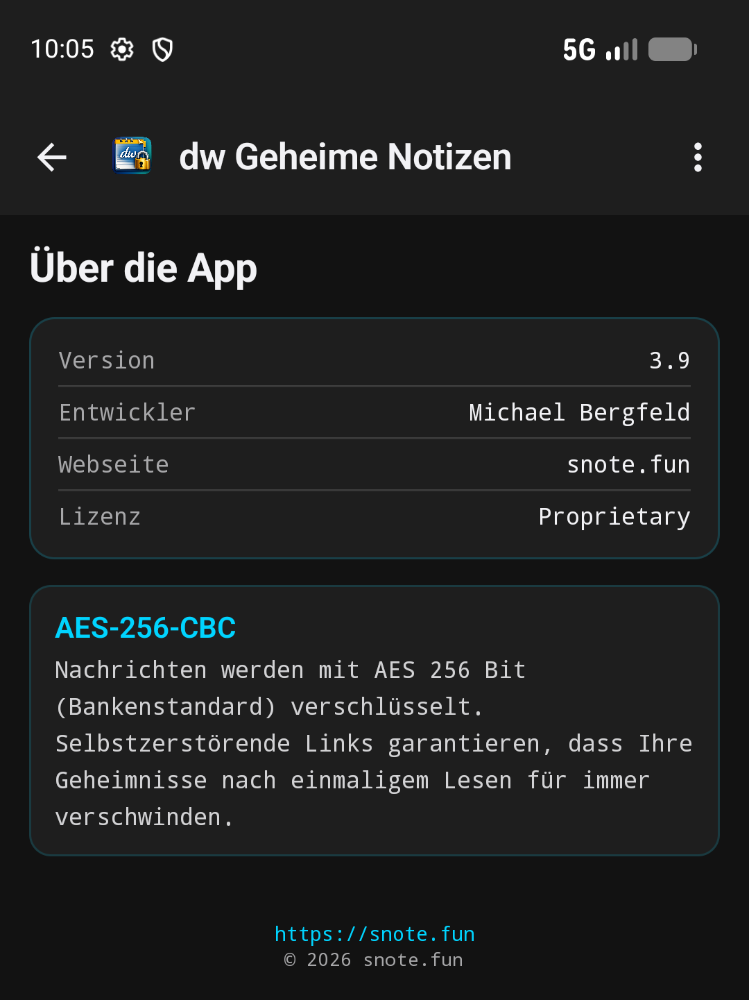 10:05
5G
dw
dw Geheime Notizen
Über die App
Version 3.9
Entwickler Michael Bergfeld
Webseite snote.fun
Lizenz Proprietary
AES-256-CBC
Nachrichten werden mit AES 256 Bit
(Bankenstandard) verschlüsselt.
Selbstzerstörende Links garantieren, dass Ihre
Geheimnisse nach einmaligem Lesen für immer
verschwinden.
https://snote.fun
© 2026 snote.fun